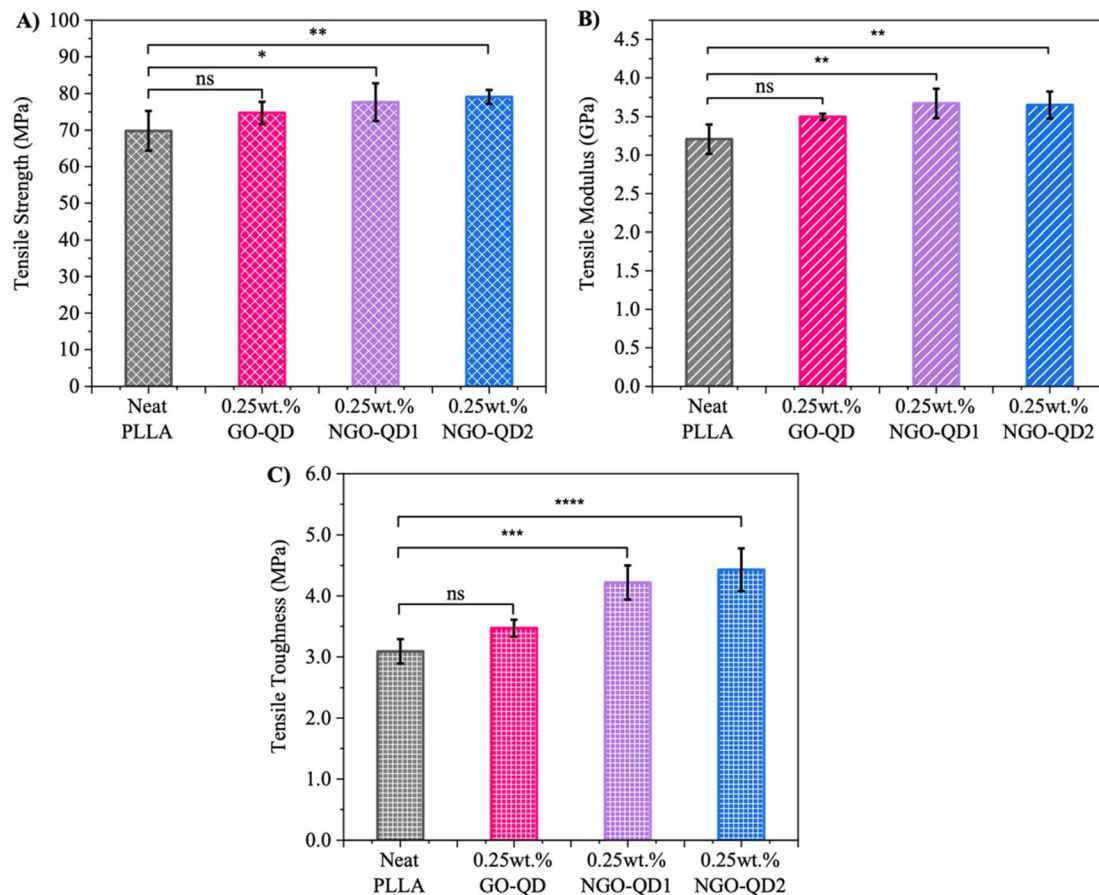 A)
Tensile Strength (MPa)
100
90
80
70
60
50
40
30
20
10
0
**
*
ns
Neat
PLLA
0.25wt.%
GO-QD
0.25wt.%
NGO-QD1
0.25wt.%
NGO-QD2
B)
Tensile Modulus (GPa)
4.5
4.0
3.5
3.0
2.5
2.0
1.5
1.0
0.5
0.0
**
**
ns
Neat
PLLA
0.25wt.%
GO-QD
0.25wt.%
NGO-QD1
0.25wt.%
NGO-QD2
C)
Tensile Toughness (MPa)
6.0
5.0
4.0
3.0
2.0
1.0
0.0
****
***
ns
Neat
PLLA
0.25wt.%
GO-QD
0.25wt.%
NGO-QD1
0.25wt.%
NGO-QD2